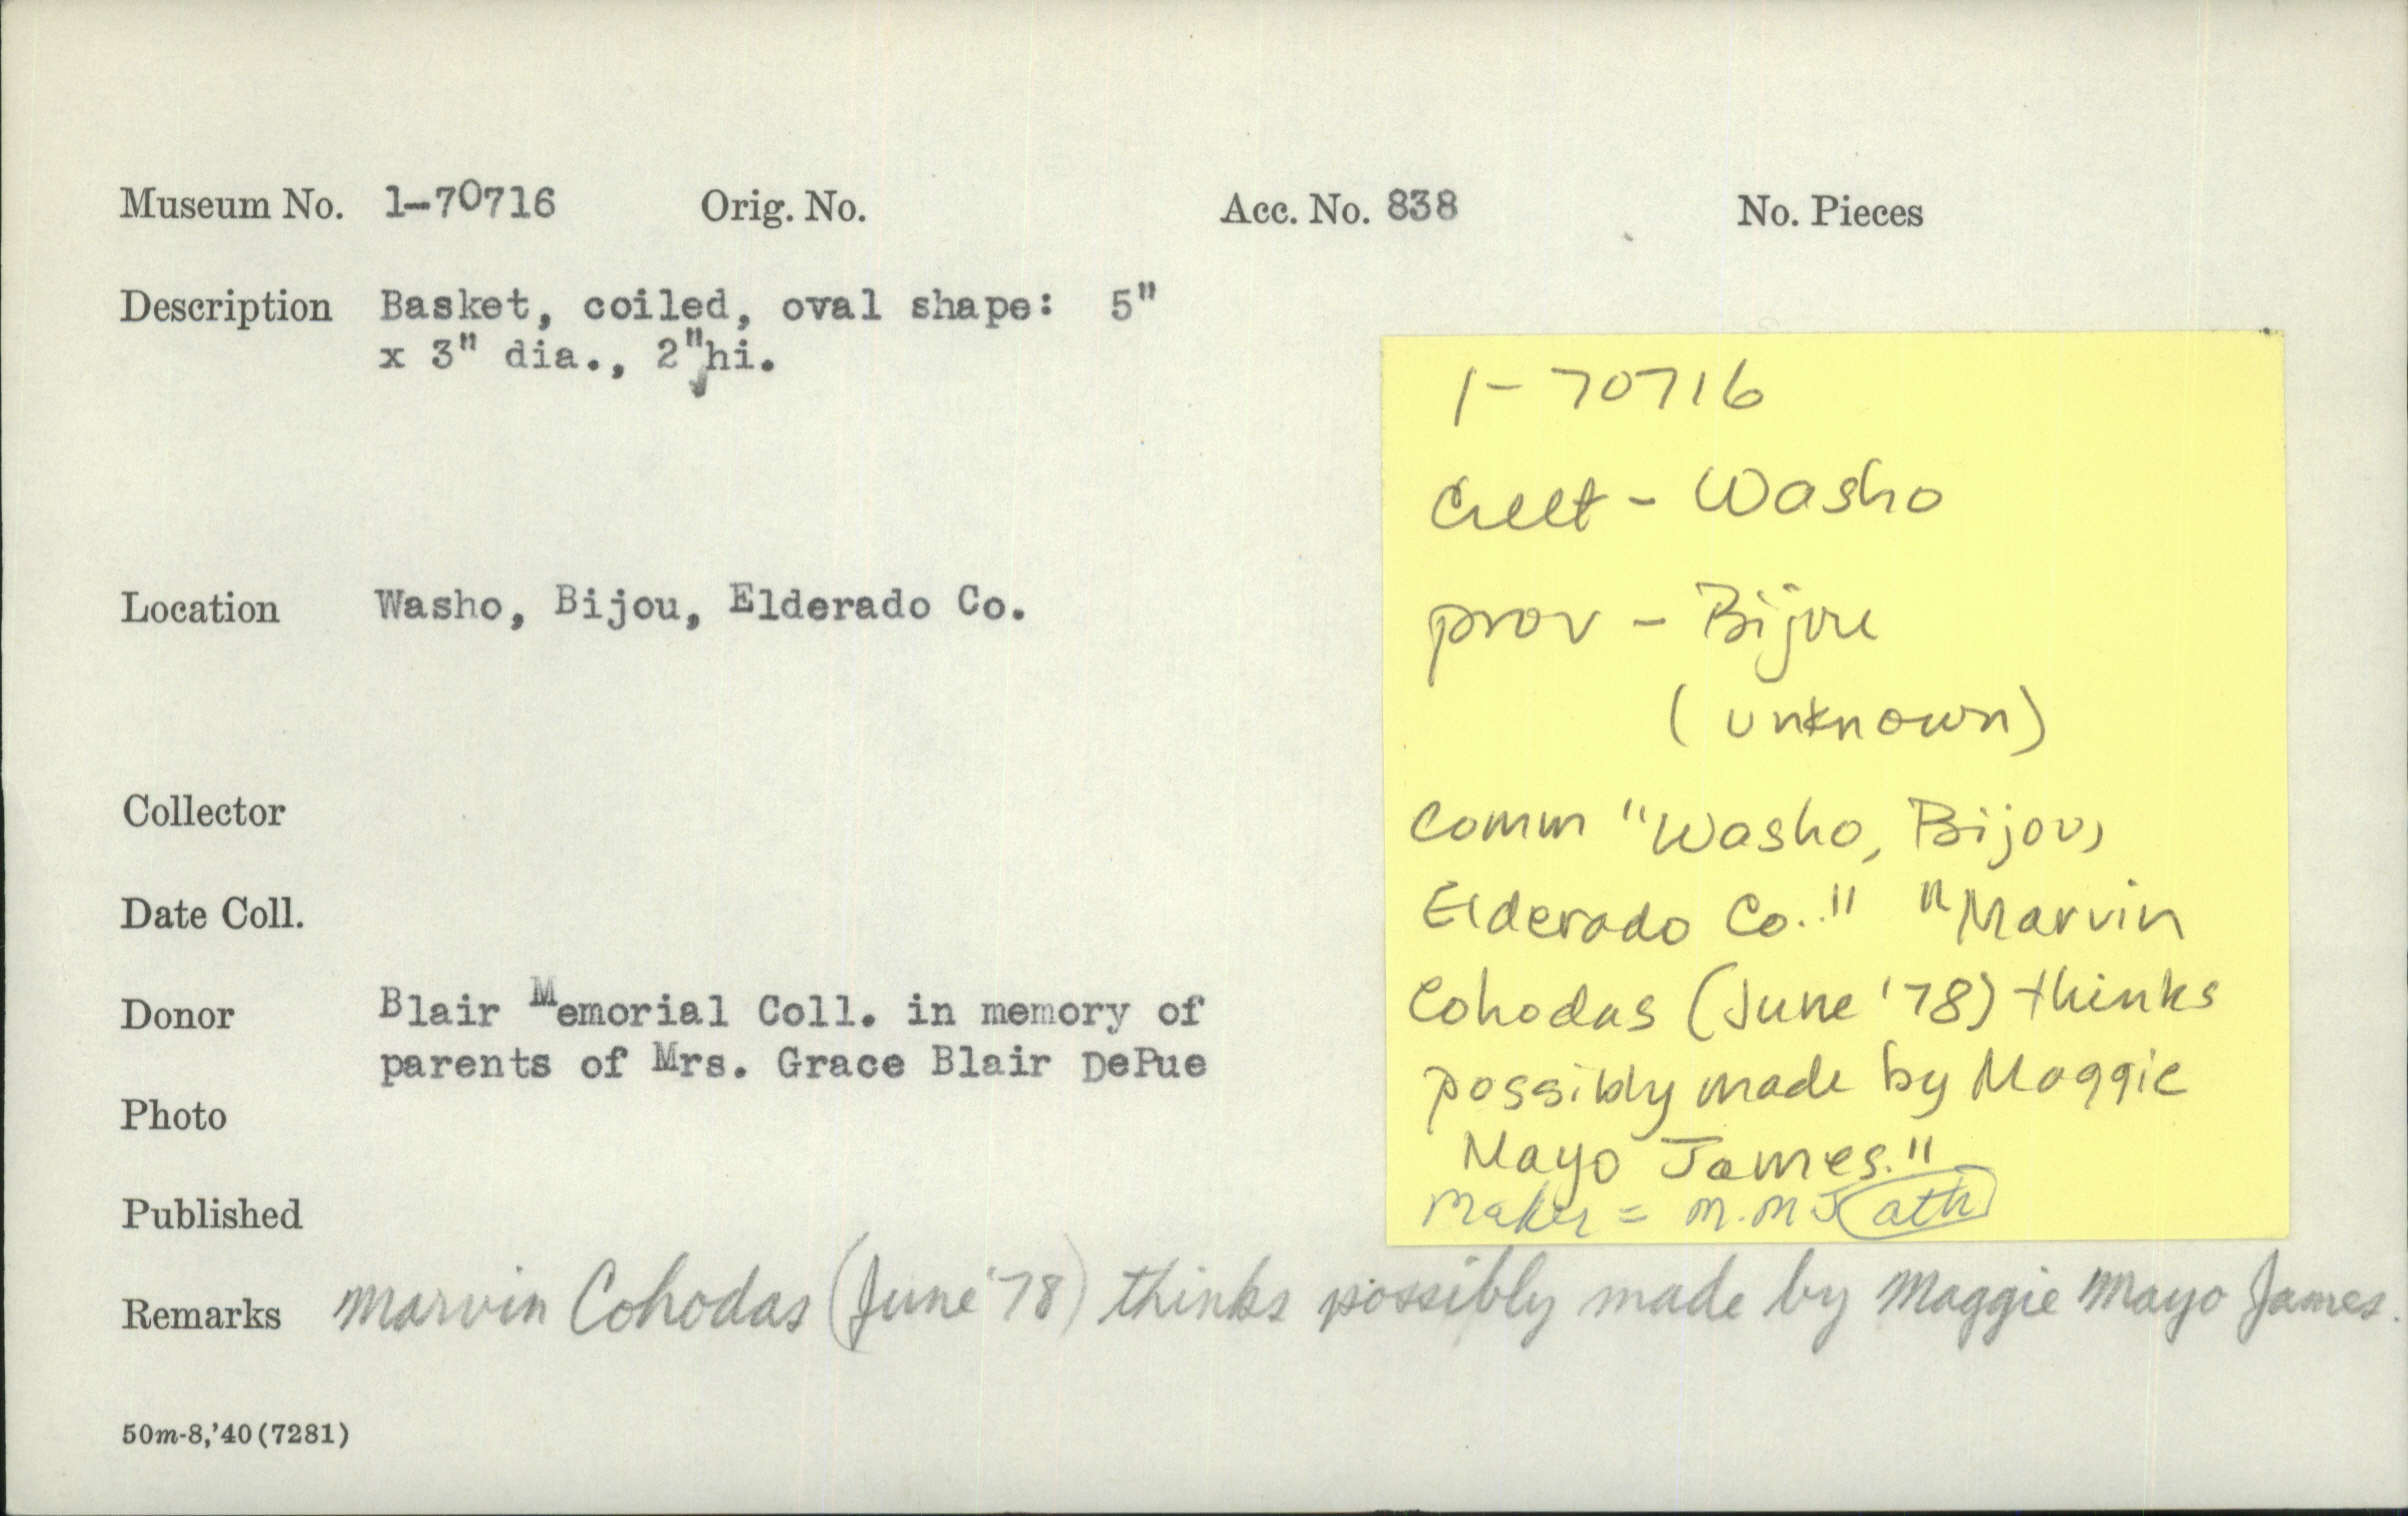 Museum No. 1-70716 Orig. No. Acc. No. 838 No. Pieces
Description Basket, coiled, oval shape: 5"
x 3" dia., 2"hi.
Location Washo, Bijou, Elderado Co.
Collector
Date Coll.
Donor Blair Memorial Coll. in memory of
parents of Mrs. Grace Blair DePue
Photo
Published
Remarks Marvin Cohodas (June '78) thinks possibly made by Maggie Mayo James.
50m-8,'40(7281)
1-70716
Cult - Washo
prov - Bijou
(unknown)
Comm "Washo, Bijou,
Elderado Co." "Marvin
Cohodas (June '78) thinks
possibly made by Maggie
Mayo James."
Maker = M.MJ ath